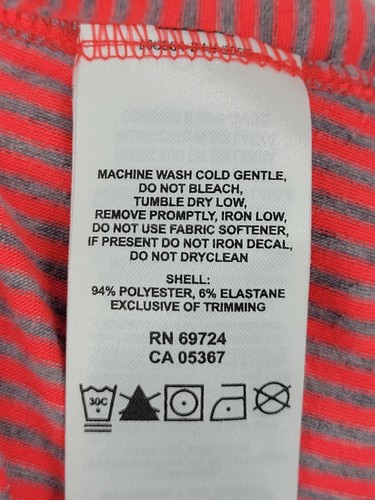 MACHINE WASH COLD GENTLE,
DO NOT BLEACH,
TUMBLE DRY LOW,
REMOVE PROMPTLY, IRON LOW,
DO NOT USE FABRIC SOFTENER,
IF PRESENT DO NOT IRON DECAL,
DO NOT DRYCLEAN
SHELL:
94% POLYESTER, 6% ELASTANE
EXCLUSIVE OF TRIMMING
RN 69724
CA 05367
30C